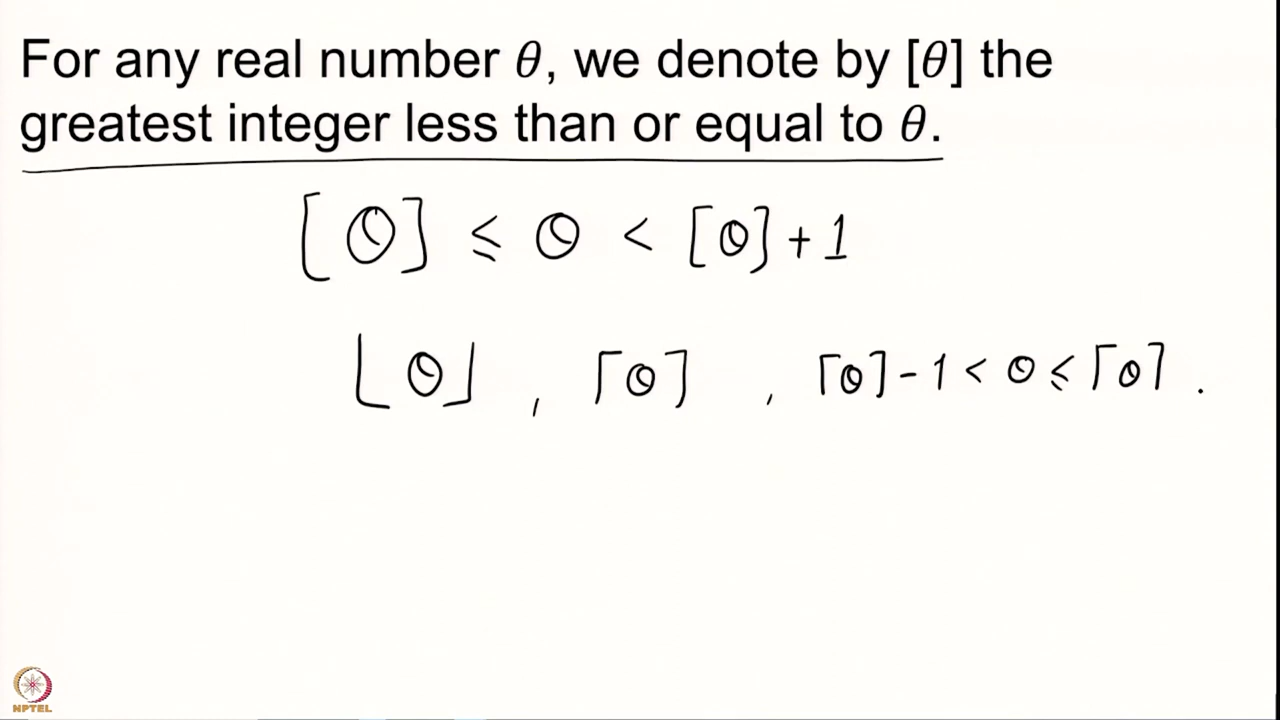 For any real number θ, we denote by [θ] the
greatest integer less than or equal to θ.
[θ] ≤ θ < [θ] + 1
⌊θ⌋ , ⌈θ⌉ , ⌈θ⌉ - 1 < θ ≤ ⌈θ⌉ .
NPTEL